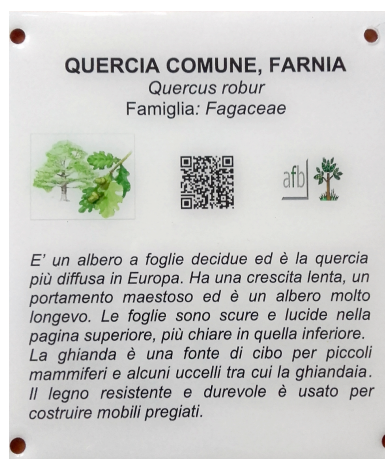 QUERCIA COMUNE, FARNIA
Quercus robur
Famiglia: Fagaceae
afb
E' un albero a foglie decidue ed è la quercia
più diffusa in Europa. Ha una crescita lenta, un
portamento maestoso ed è un albero molto
longevo. Le foglie sono scure e lucide nella
pagina superiore, più chiare in quella inferiore.
La ghianda è una fonte di cibo per piccoli
mammiferi e alcuni uccelli tra cui la ghiandaia.
Il legno resistente e durevole è usato per
costruire mobili pregiati.